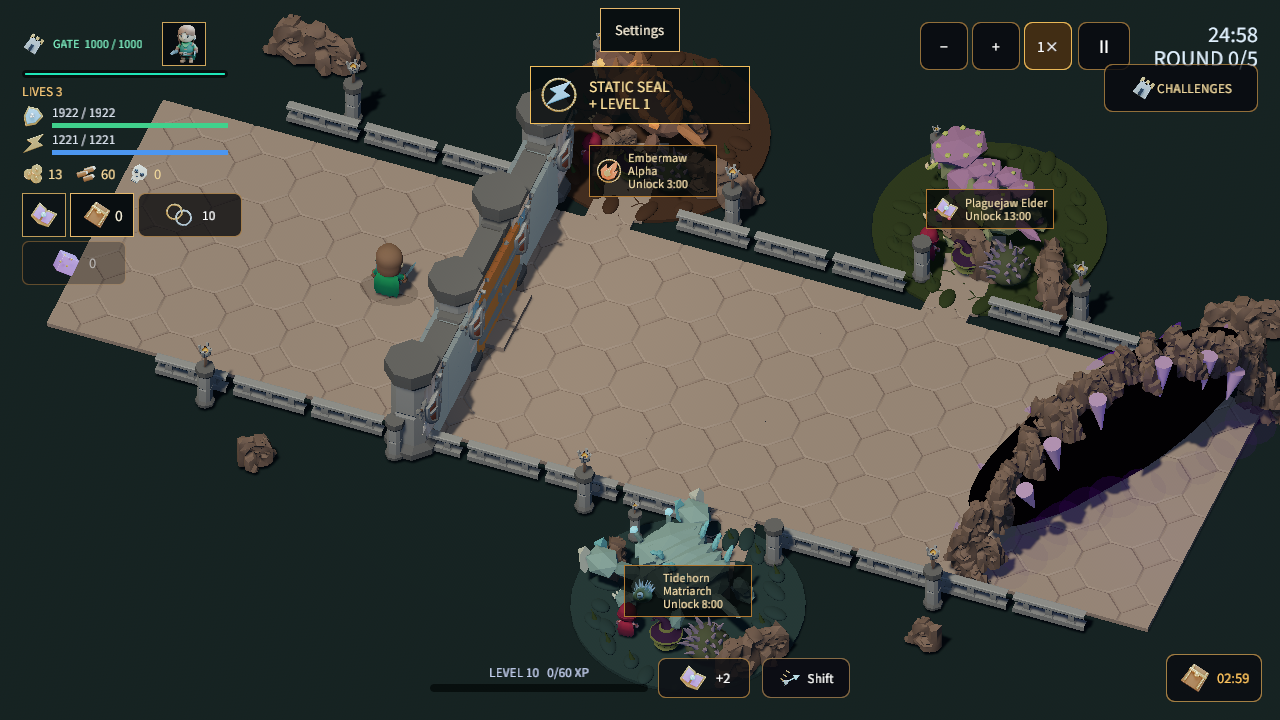 GATE 1000 / 1000
Settings
−
+
1×
24:58
ROUND 0/5
CHALLENGES
LIVES 3
1922 / 1922
1221 / 1221
13
60
0
0
10
0
STATIC SEAL
+ LEVEL 1
Embermaw
Alpha
Unlock 3:00
Plaguejaw Elder
Unlock 13:00
Tidehorn
Matriarch
Unlock 8:00
LEVEL 10 0/60 XP
+2
Shift
02:59